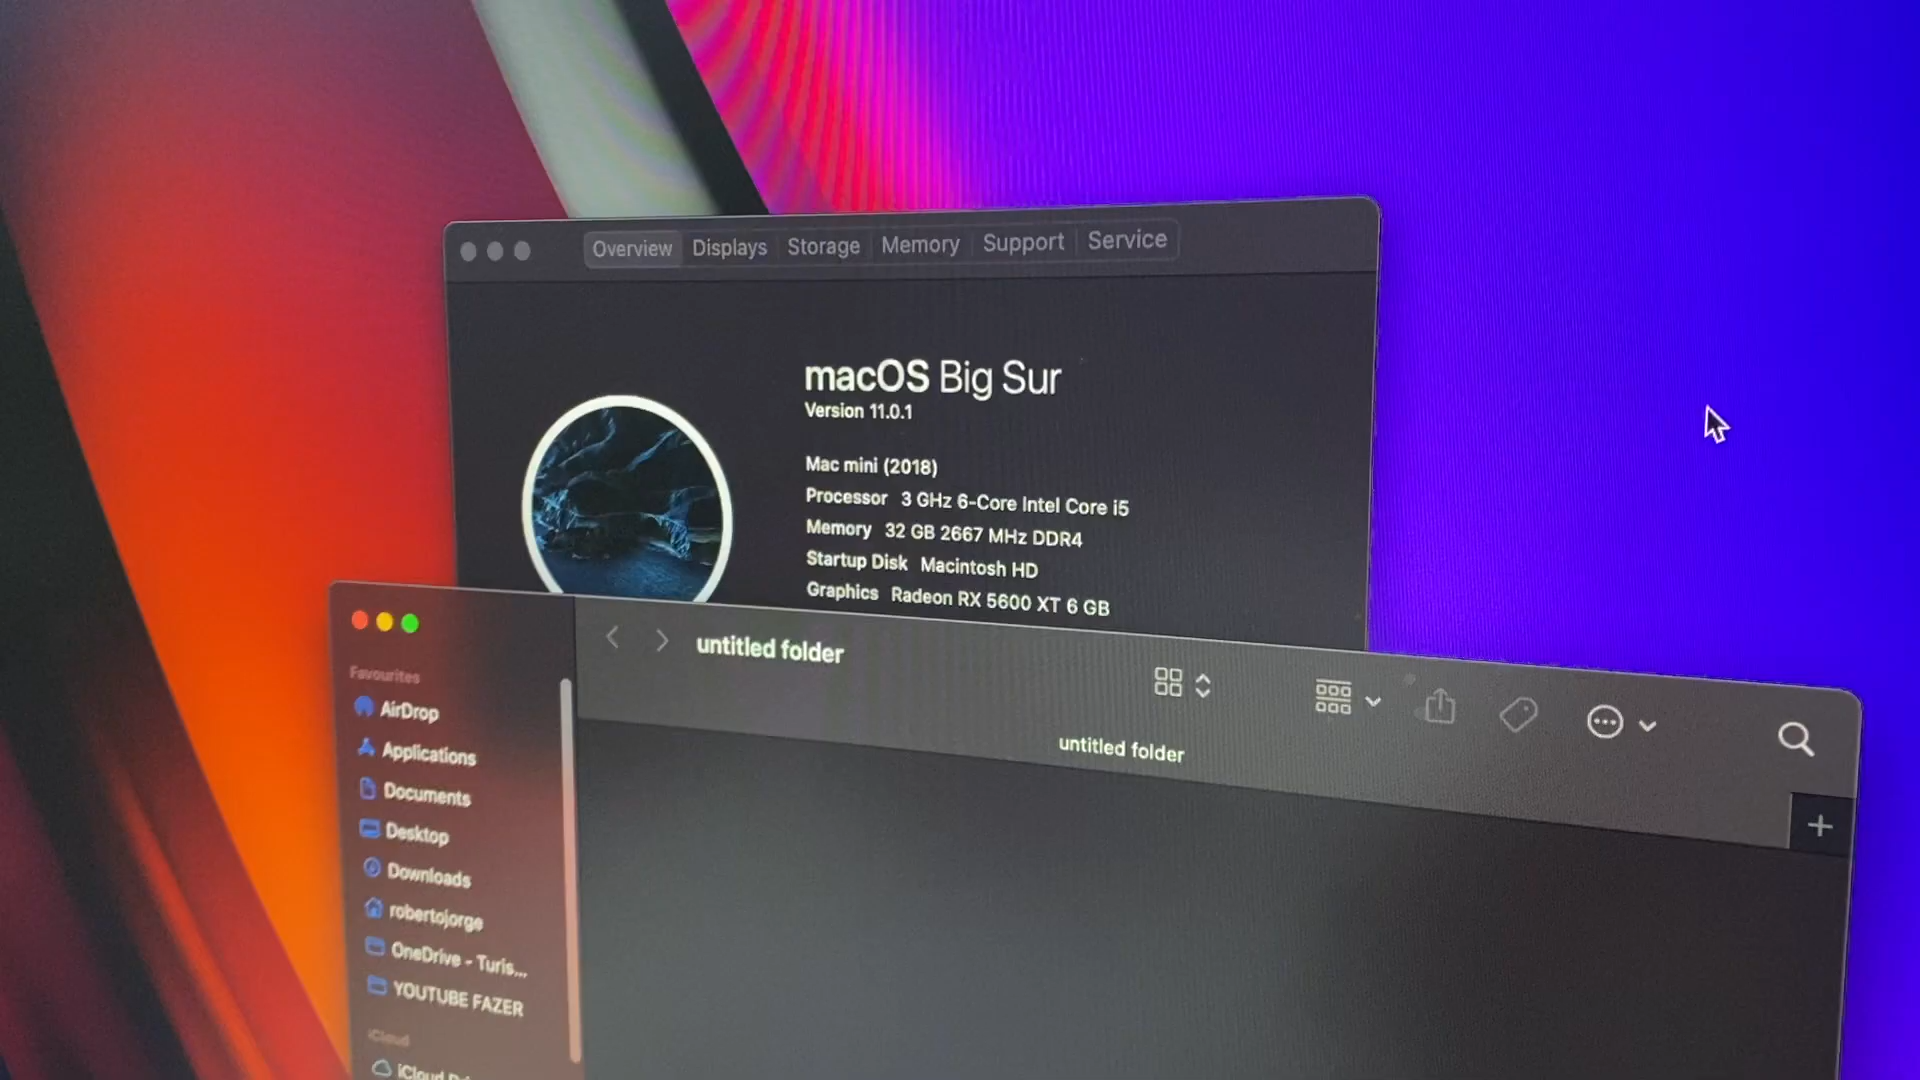 Overview Displays Storage Memory Support Service
macOS Big Sur
Version 11.0.1
Mac mini (2018)
Processor 3 GHz 6-Core Intel Core i5
Memory 32 GB 2667 MHz DDR4
Startup Disk Macintosh HD
Graphics Radeon RX 5600 XT 6 GB
untitled folder
untitled folder
Favourites
AirDrop
Applications
Documents
Desktop
Downloads
robertojorge
OneDrive - Turis...
YOUTUBE FAZER
iCloud
iCloud